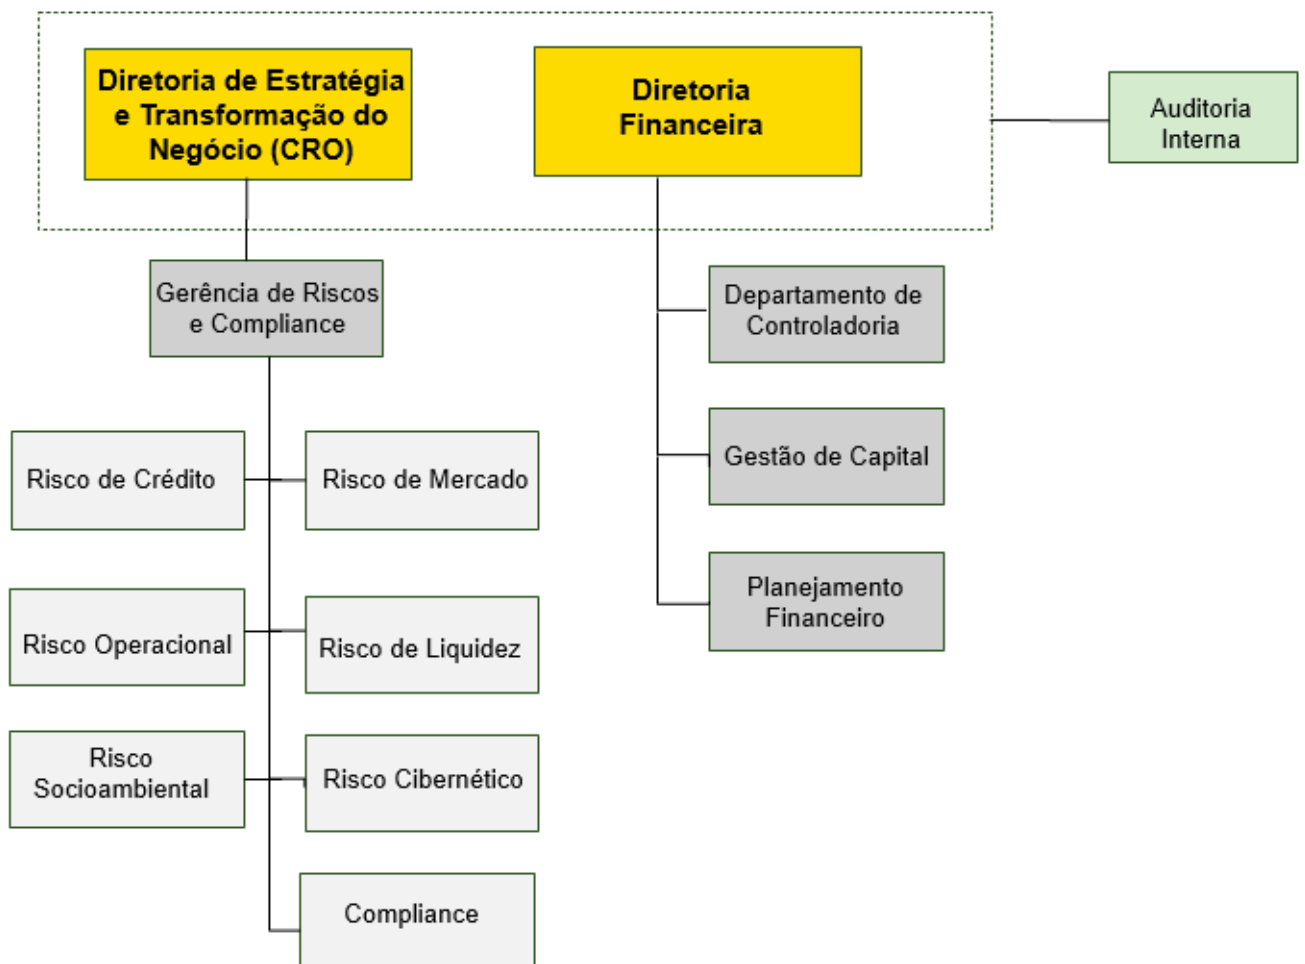 Diretoria de Estratégia
e Transformação do
Negócio (CRO)
Diretoria
Financeira
Auditoria
Interna
Gerência de Riscos
e Compliance
Departamento de
Controladoria
Gestão de Capital
Planejamento
Financeiro
Risco de Crédito
Risco de Mercado
Risco Operacional
Risco de Liquidez
Risco
Socioambiental
Risco Cibernético
Compliance